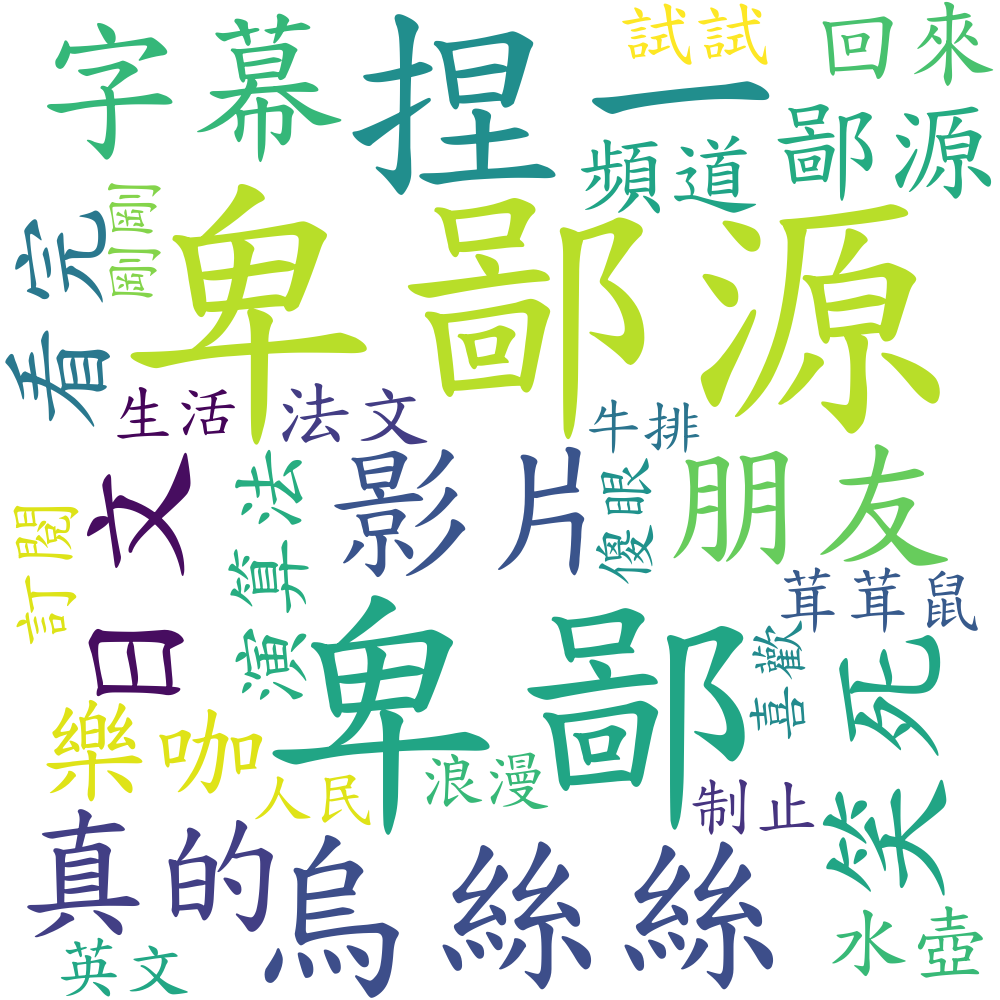 字幕
捏一
試試
回來
頻道
鄙源
看完
剛剛
卑鄙源
生活
法文
牛排
日文
影片
朋友
訂閱
演算法
傻眼
茸茸鼠
卑鄙
喜歡
笑死
樂咖
人民
浪漫
制止
真的
烏絲絲
水壺
英文